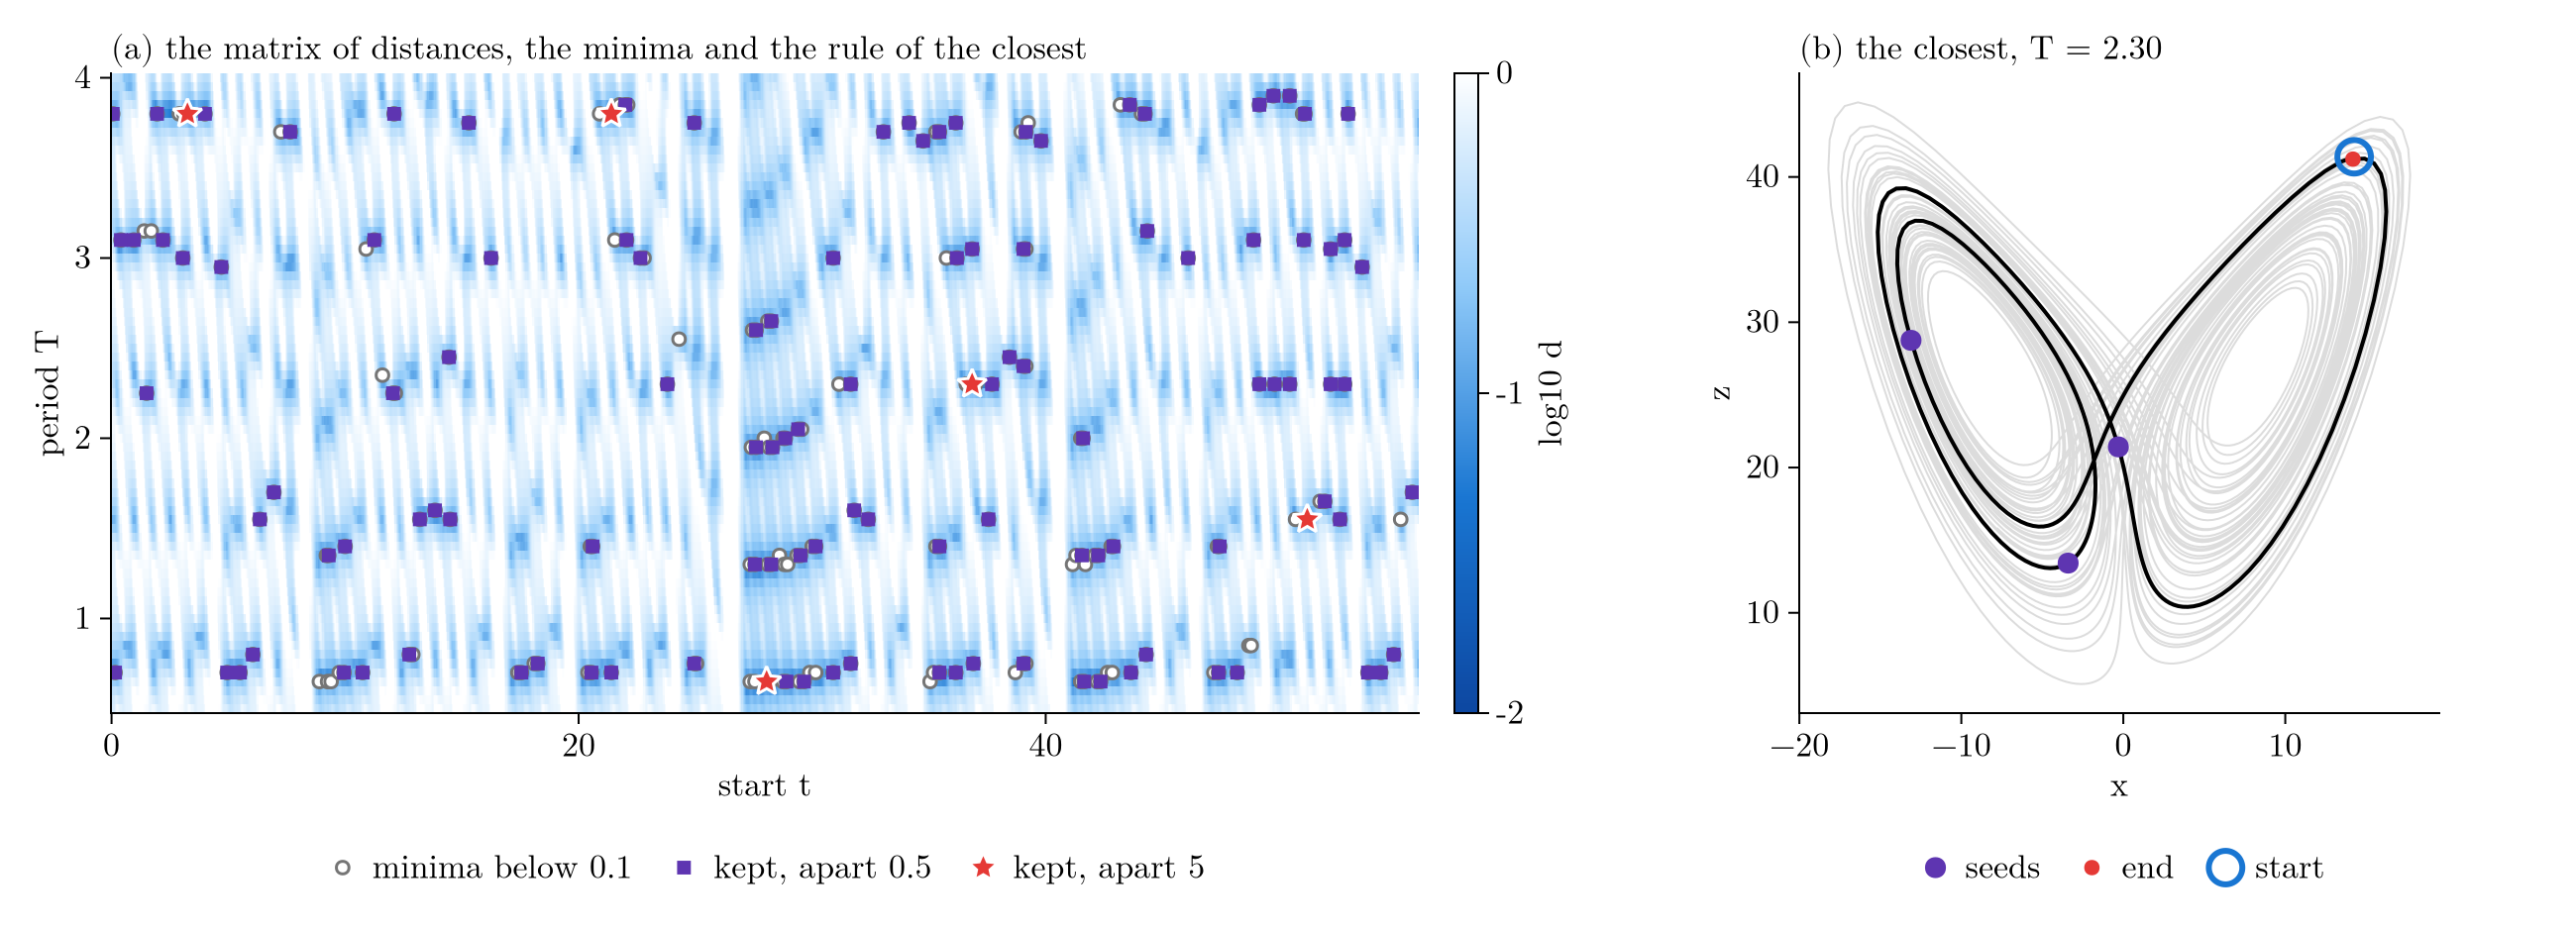 (a) the matrix of distances, the minima and the rule of the closest
4
3
2
1
period T
0
20
40
start t
0
-1
-2
log10 d
minima below 0.1
kept, apart 0.5
kept, apart 5
(b) the closest, T = 2.30
40
30
20
10
z
−20
−10
0
10
x
seeds
end
start